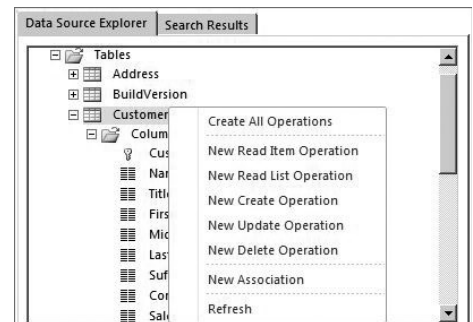 Data Source Explorer Search Results
Tables
Address
BuildVersion
Customer
Create All Operations
Colum
New Read Item Operation
Cus
Nar
New Read List Operation
Title
New Create Operation
Firs
New Update Operation
Mic
New Delete Operation
Las
Suf
New Association
Cor
Refresh
Sale